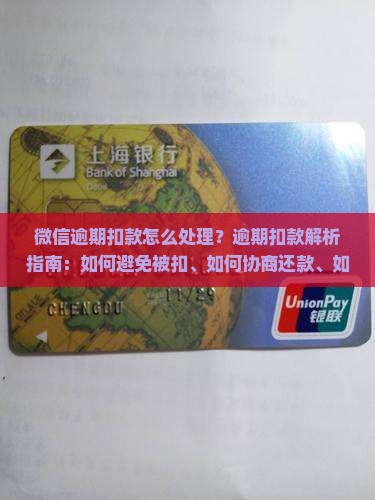 上海银行
Bank of Shanghai
Debit
微信逾期扣款怎么处理？逾期扣款解析
指南：如何避免被扣、如何协商还款、如
11/29
CHENGDU
UnionPay
银联